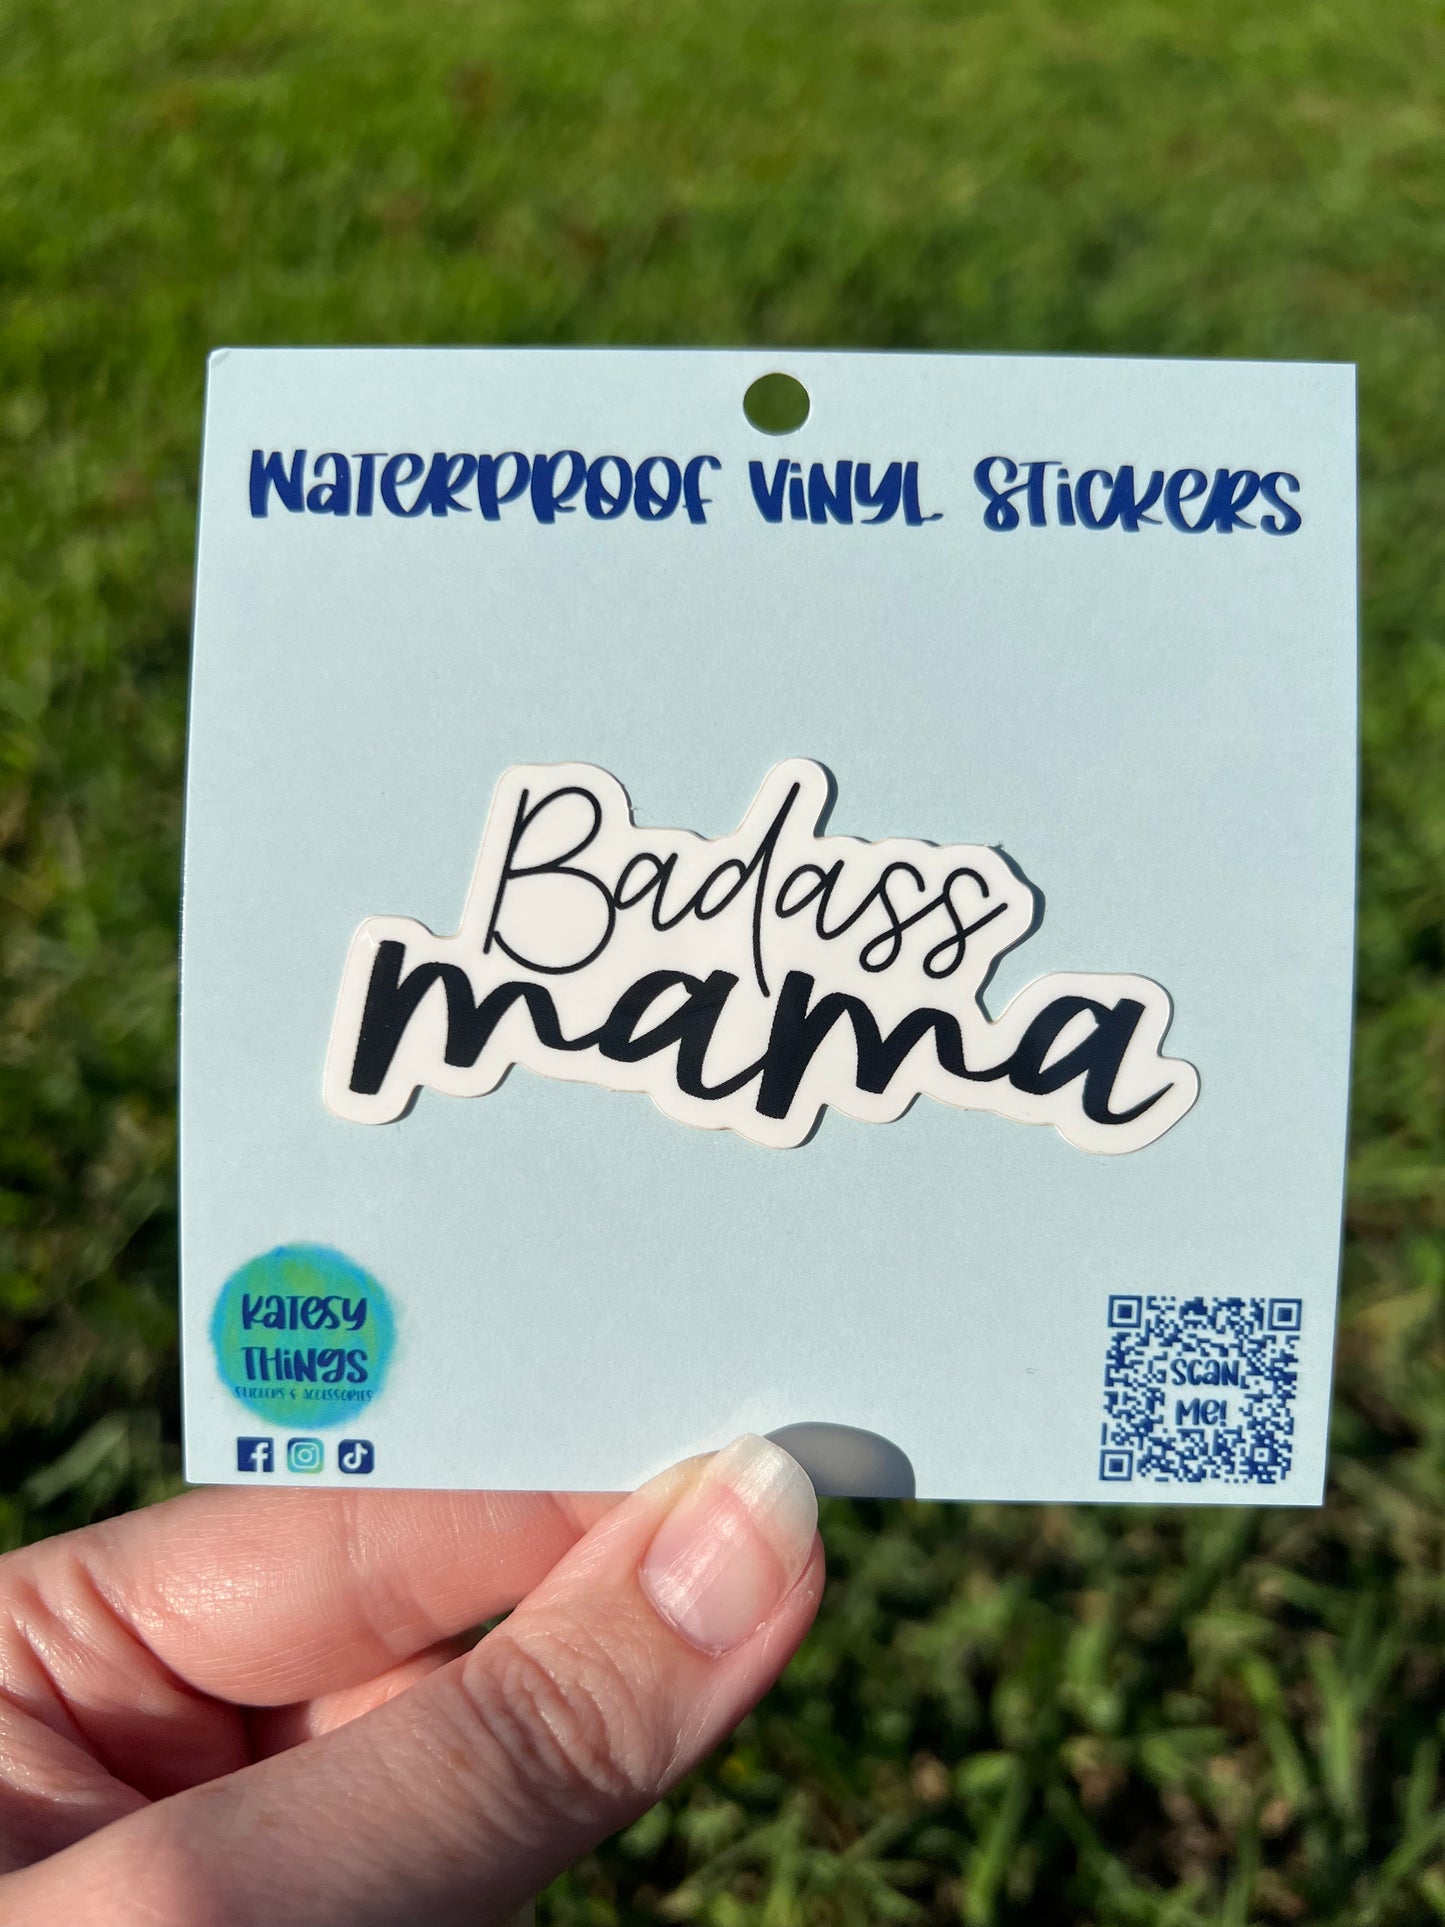 WATERPROOF VINYL STICKERS
Badass
mama
KATESY
THINGS
STICKERS & ACCESSORIES
SCAN
ME!